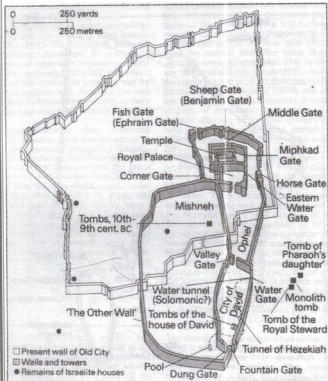 0 250 yards
0 250 metres
Sheep Gate
(Benjamin Gate)
Fish Gate
(Ephraim Gate)
Middle Gate
Temple
Miphkad
Gate
Royal Palace
Corner Gate
Horse Gate
Eastern
Water
Gate
Mishneh
Tombs, 10th-
9th cent. BC
Ophel
'Tomb of
Pharaoh's
daughter'
Valley
Gate
Water
Gate
Monolith
tomb
Water tunnel
(Solomonic?)
City of
David
'The Other Wall'
Tombs of the
house of David
Tomb of the
Royal Steward
Tunnel of Hezekiah
Present wall of Old City
Walls and towers
Remains of Israelite houses
Pool
Dung Gate
Fountain Gate